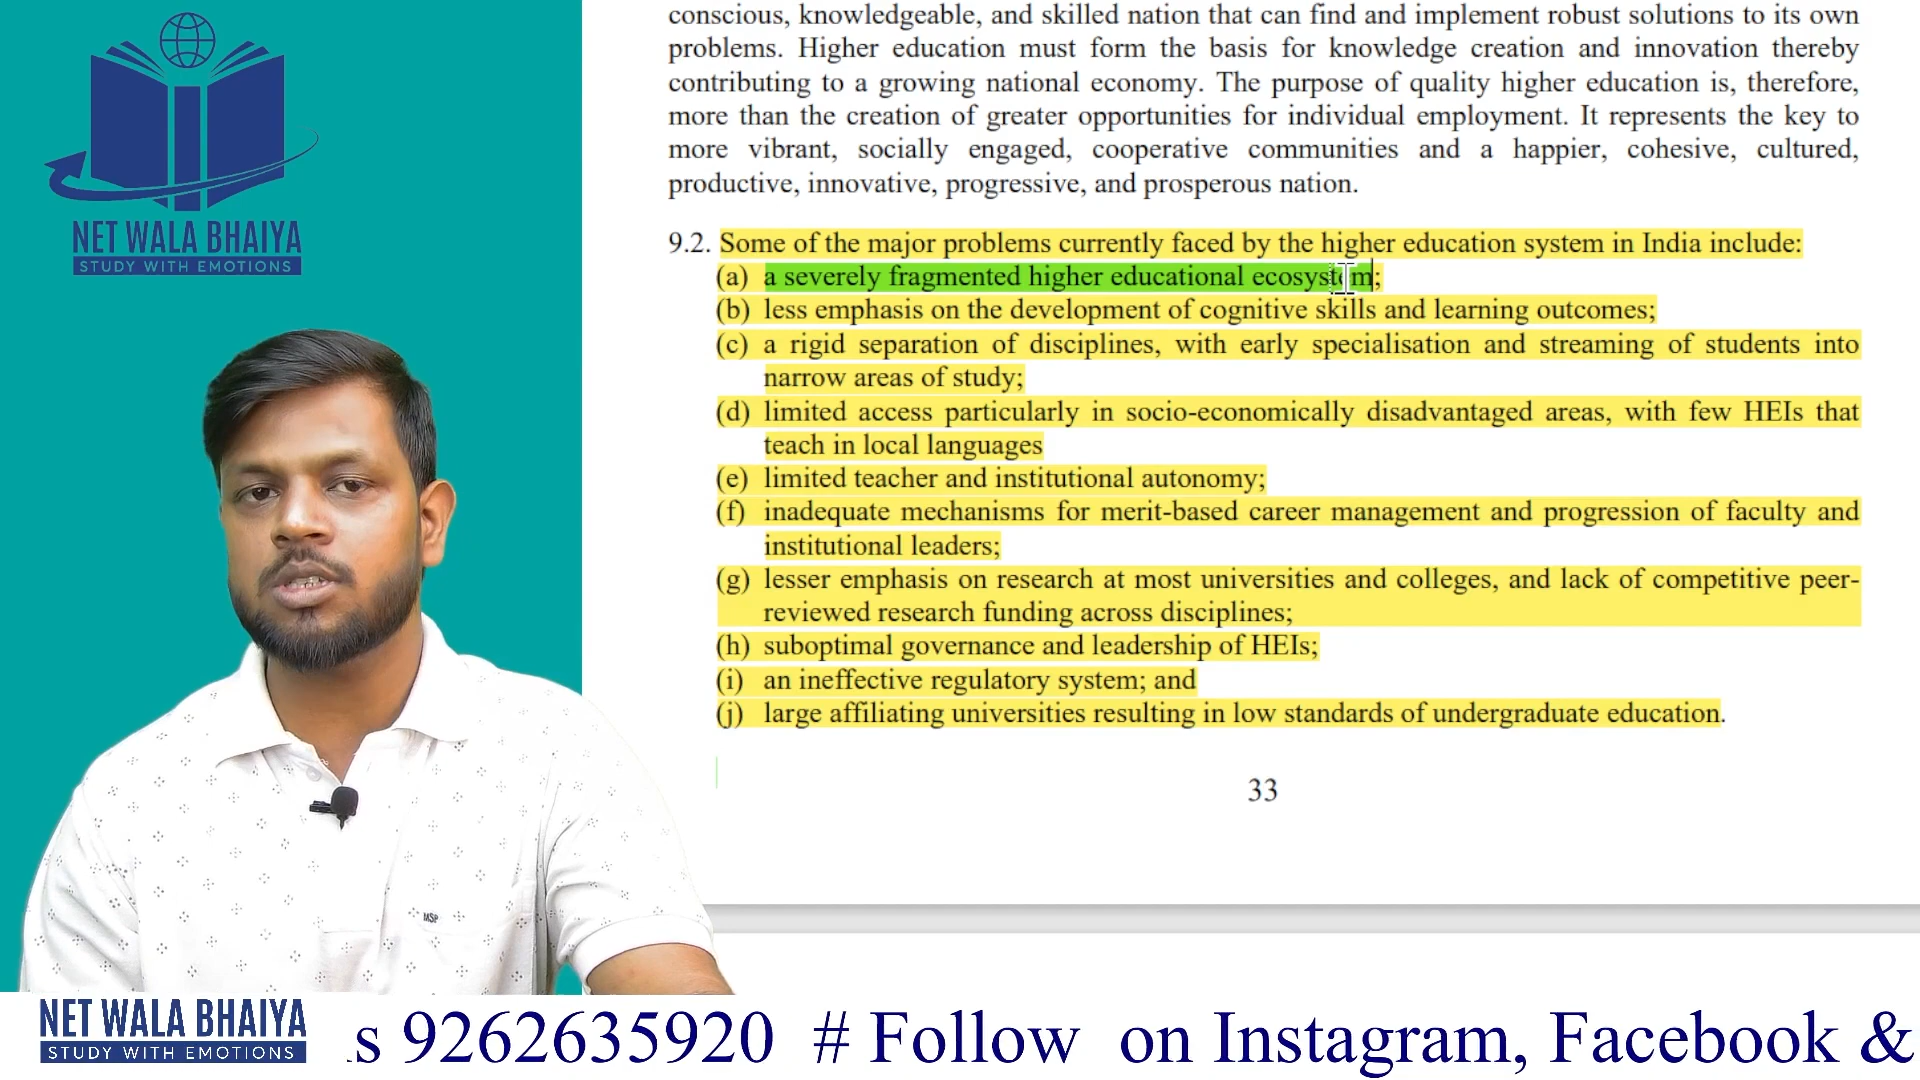 NET WALA BHAIYA
STUDY WITH EMOTIONS
conscious, knowledgeable, and skilled nation that can find and implement robust solutions to its own
problems. Higher education must form the basis for knowledge creation and innovation thereby
contributing to a growing national economy. The purpose of quality higher education is, therefore,
more than the creation of greater opportunities for individual employment. It represents the key to
more vibrant, socially engaged, cooperative communities and a happier, cohesive, cultured,
productive, innovative, progressive, and prosperous nation.
9.2. Some of the major problems currently faced by the higher education system in India include:
(a) a severely fragmented higher educational ecosystem;
(b) less emphasis on the development of cognitive skills and learning outcomes;
(c) a rigid separation of disciplines, with early specialisation and streaming of students into
narrow areas of study;
(d) limited access particularly in socio-economically disadvantaged areas, with few HEIs that
teach in local languages
(e) limited teacher and institutional autonomy;
(f) inadequate mechanisms for merit-based career management and progression of faculty and
institutional leaders;
(g) lesser emphasis on research at most universities and colleges, and lack of competitive peer-
reviewed research funding across disciplines;
(h) suboptimal governance and leadership of HEIs;
(i) an ineffective regulatory system; and
(j) large affiliating universities resulting in low standards of undergraduate education.
33
MSP
NET WALA BHAIYA
STUDY WITH EMOTIONS
s 9262635920 # Follow on Instagram, Facebook &